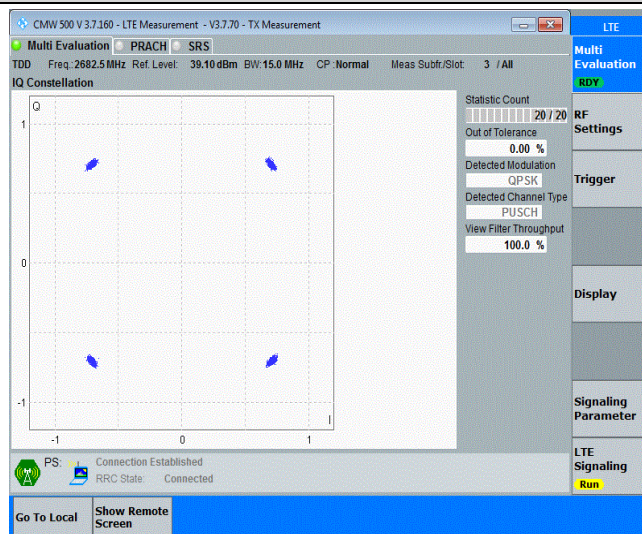 CMW 500 V 3.7.160 - LTE Measurement - V3.7.70 - TX Measurement
LTE
Multi Evaluation PRACH SRS
Multi
Evaluation
RDY
TDD Freq.: 2682.5 MHz Ref. Level: 39.10 dBm BW: 15.0 MHz CP : Normal Meas Subfr./Slot: 3 / All
IQ Constellation
Q
1
0
-1
-1 0 1
I
Statistic Count
20 / 20
Out of Tolerance
0.00 %
Detected Modulation
QPSK
Detected Channel Type
PUSCH
View Filter Throughput
100.0 %
RF
Settings
Trigger
Display
Signaling
Parameter
LTE
Signaling
Run
PS: Connection Established
RRC State: Connected
Go To Local
Show Remote
Screen